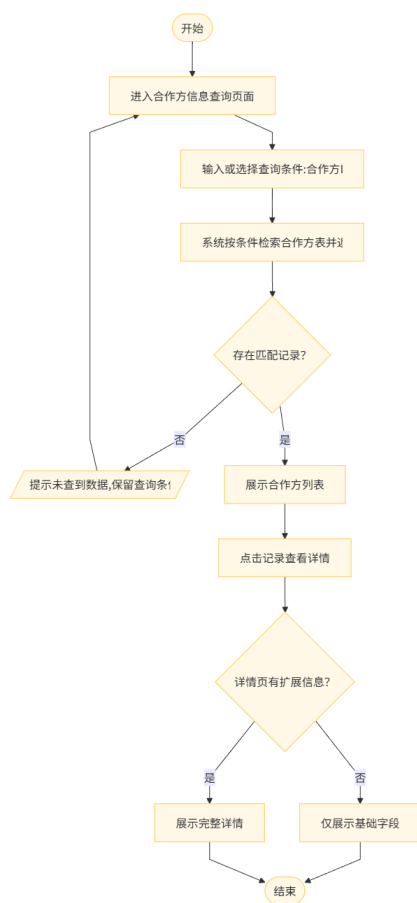 开始
进入合作方信息查询页面
输入或选择查询条件:合作方I
系统按条件检索合作方表并返
存在匹配记录?
否
是
提示未查到数据,保留查询条件
展示合作方列表
点击记录查看详情
详情页有扩展信息?
是
否
展示完整详情
仅展示基础字段
结束